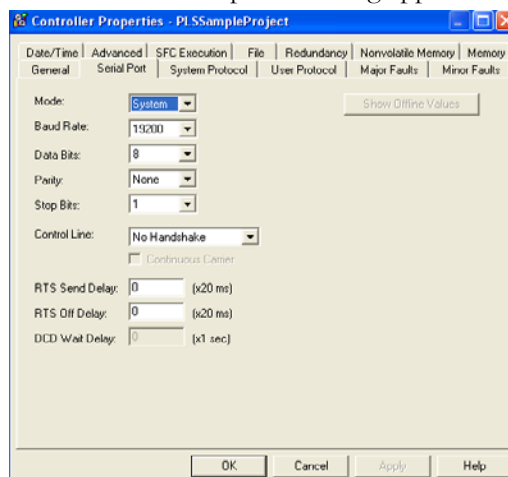 Controller Properties - PLSSampleProject
Date/Time Advanced SFC Execution File Redundancy Nonvolatile Memory Memory
General Serial Port System Protocol User Protocol Major Faults Minor Faults
Mode: System Show Offline Values
Baud Rate: 19200
Data Bits: 8
Parity: None
Stop Bits: 1
Control Line: No Handshake
Continuous Carrier
RTS Send Delay: 0 (x20 ms)
RTS Off Delay: 0 (x20 ms)
DCD Wait Delay: 0 (x1 sec)
OK Cancel Apply Help